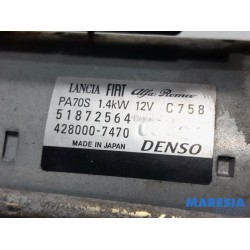 LANCIA FIAT Alfa Romeo
PA70S 1.4kW 12V C758
51872564
428000-7470
MADE IN JAPAN DENSO
MARESIA